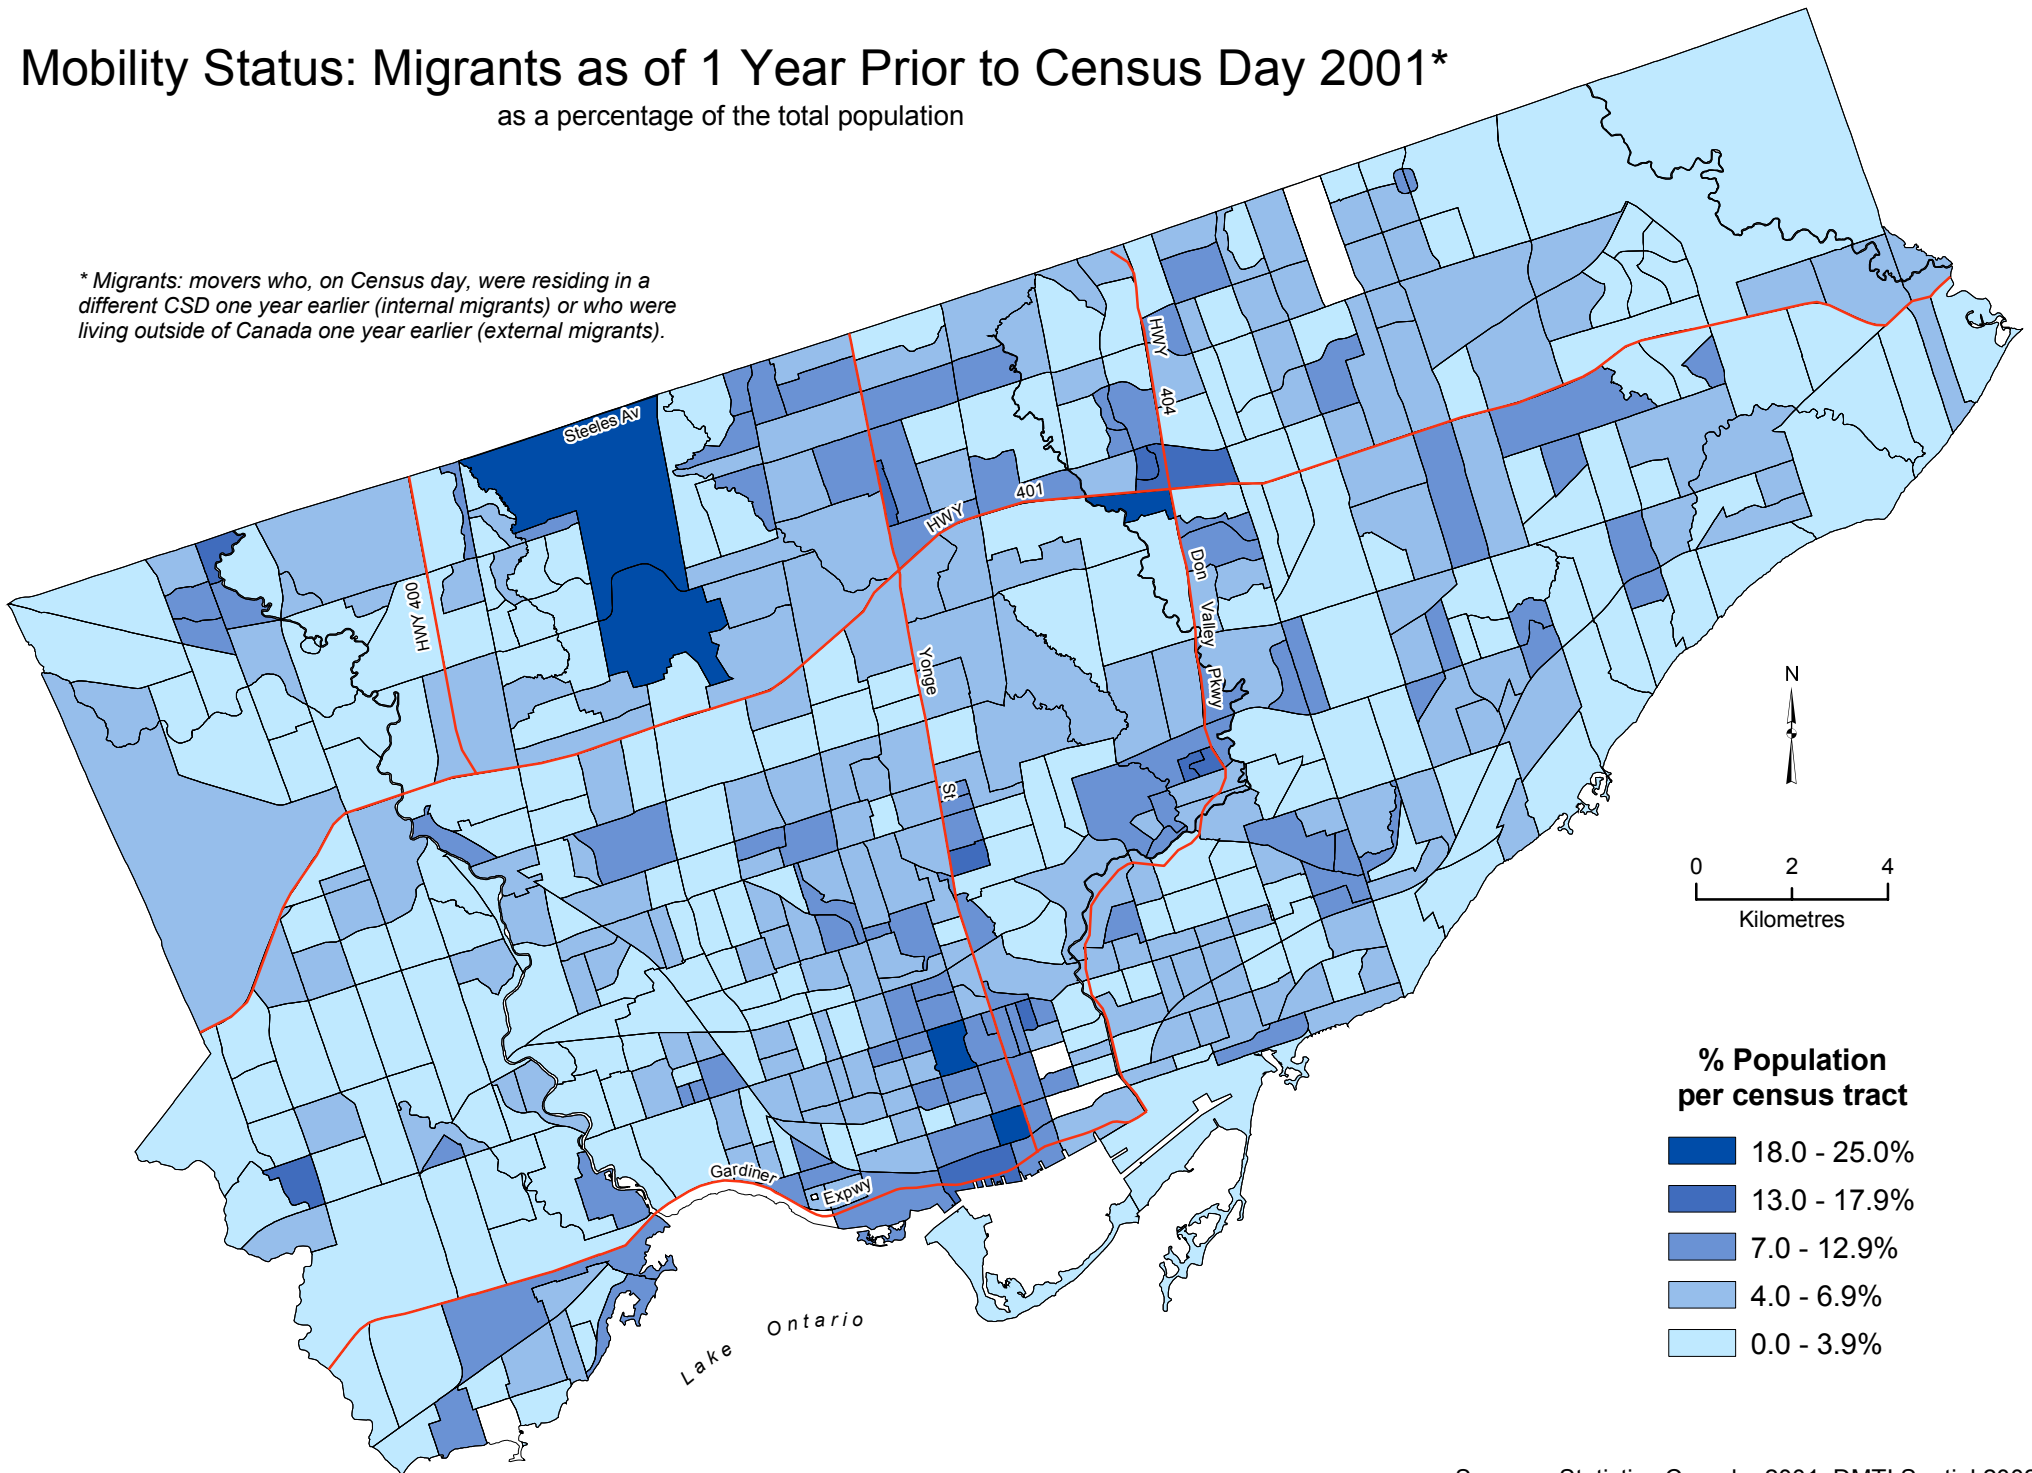 Mobility Status: Migrants as of 1 Year Prior to Census Day 2001*
as a percentage of the total population
* Migrants: movers who, on Census day, were residing in a
different CSD one year earlier (internal migrants) or who were
living outside of Canada one year earlier (external migrants).
Steeles Av
HWY 400
HWY 401
HWY 404
Don Valley Pkwy
Yonge St
Gardiner Expwy
Lake Ontario
N
0 2 4
Kilometres
% Population
per census tract
18.0 - 25.0%
13.0 - 17.9%
7.0 - 12.9%
4.0 - 6.9%
0.0 - 3.9%